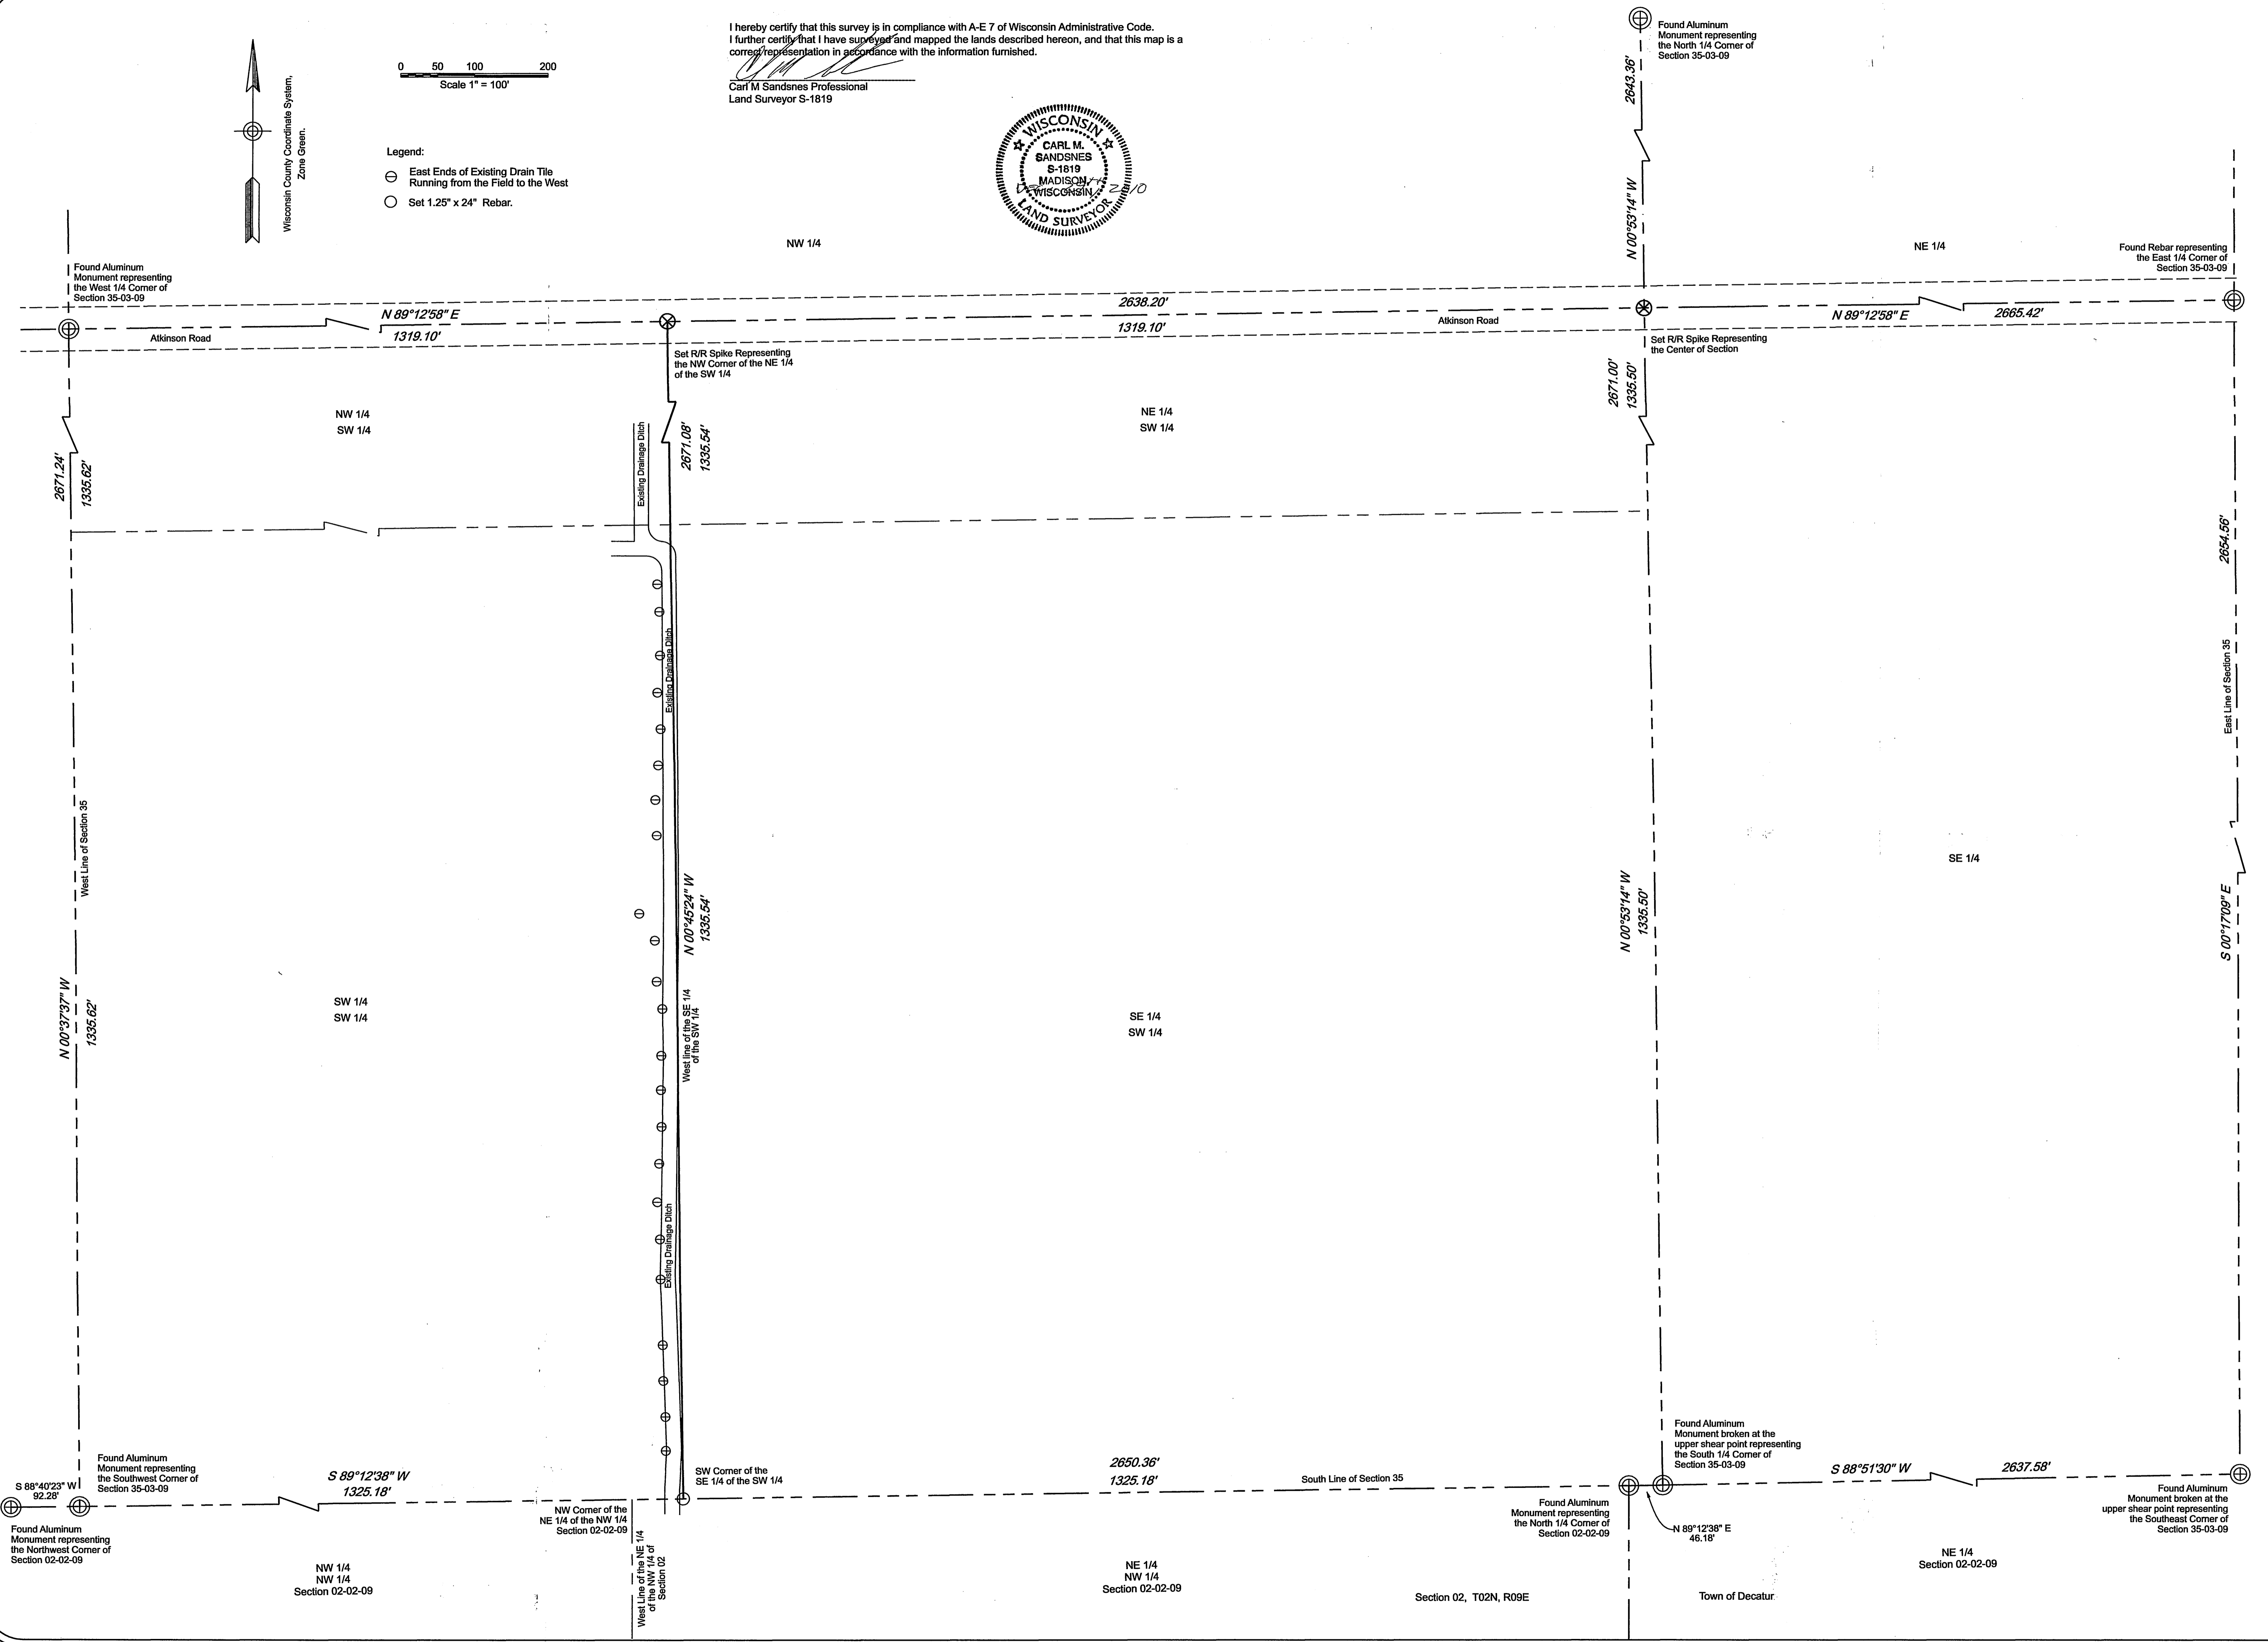 I hereby certify that this survey is in compliance with A-E 7 of Wisconsin Administrative Code.
I further certify that I have surveyed and mapped the lands described hereon, and that this map is a
correct representation in accordance with the information furnished.
Carl M Sandsnes Professional
Land Surveyor S-1819
WISCONSIN
CARL M.
SANDSNES
S-1819
MADISON,
WISCONSIN
LAND SURVEYOR
Wisconsin County Coordinate System,
Zone Green.
0 50 100 200
Scale 1" = 100'
Legend:
East Ends of Existing Drain Tile
Running from the Field to the West
Set 1.25" x 24" Rebar.
Found Aluminum
Monument representing
the North 1/4 Corner of
Section 35-03-09
2643.36'
N 00°53'14" W
NW 1/4
NE 1/4
Found Rebar representing
the East 1/4 Corner of
Section 35-03-09
Found Aluminum
Monument representing
the West 1/4 Corner of
Section 35-03-09
N 89°12'58" E
1319.10'
Atkinson Road
2638.20'
1319.10'
Atkinson Road
N 89°12'58" E
2665.42'
Set R/R Spike Representing
the NW Corner of the NE 1/4
of the SW 1/4
Set R/R Spike Representing
the Center of Section
2671.24'
1335.62'
NW 1/4
SW 1/4
Existing Drainage Ditch
2671.08'
1335.54'
NE 1/4
SW 1/4
2671.00'
1335.50'
2654.56'
East Line of Section 35
Existing Drainage Ditch
West Line of Section 35
N 00°45'24" W
1335.54'
N 00°53'14" W
1335.50'
SE 1/4
S 00°17'09" E
N 00°37'37" W
1335.62'
SW 1/4
SW 1/4
West line of the SE 1/4
of the SW 1/4
SE 1/4
SW 1/4
Existing Drainage Ditch
S 88°40'23" W
92.28'
Found Aluminum
Monument representing
the Southwest Corner of
Section 35-03-09
S 89°12'38" W
1325.18'
SW Corner of the
SE 1/4 of the SW 1/4
2650.36'
1325.18'
South Line of Section 35
Found Aluminum
Monument broken at the
upper shear point representing
the South 1/4 Corner of
Section 35-03-09
S 88°51'30" W
2637.58'
Found Aluminum
Monument representing
the Northwest Corner of
Section 02-02-09
NW Corner of the
NE 1/4 of the NW 1/4
Section 02-02-09
West Line of the NE 1/4
of the NW 1/4 of
Section 02
Found Aluminum
Monument representing
the North 1/4 Corner of
Section 02-02-09
N 89°12'38" E
46.18'
Found Aluminum
Monument broken at the
upper shear point representing
the Southeast Corner of
Section 35-03-09
NW 1/4
NW 1/4
Section 02-02-09
NE 1/4
NW 1/4
Section 02-02-09
Section 02, T02N, R09E
Town of Decatur
NE 1/4
Section 02-02-09